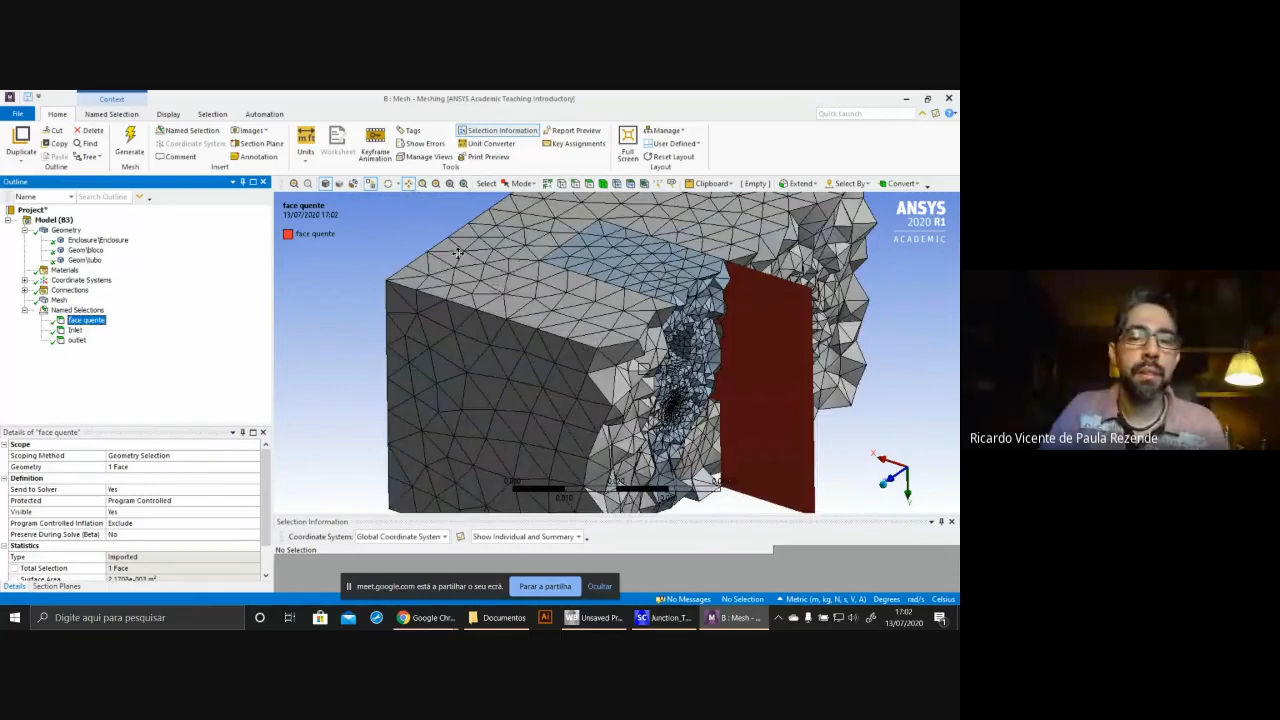 Context
B : Mesh - Meshing [ANSYS Academic Teaching Introductory]
File
Home
Named Selection
Display
Selection
Automation
Quick Launch
Duplicate
Cut
Delete
Copy
Find
Paste
Tree
Outline
Generate
Mesh
Named Selection
Coordinate System
Comment
Images
Section Plane
Annotation
Insert
Units
Worksheet
Keyframe
Animation
Tags
Show Errors
Manage Views
Selection Information
Unit Converter
Print Preview
Report Preview
Key Assignments
Tools
Full
Screen
Manage
User Defined
Reset Layout
Layout
Outline
Name
Search Outline
Select
Mode
Clipboard
[ Empty ]
Extend
Select By
Convert
Project*
Model (B3)
Geometry
Enclosure\Enclosure
Geom\bloco
Geom\tubo
Materials
Coordinate Systems
Connections
Mesh
Named Selections
face quente
Inlet
outlet
face quente
13/07/2020 17:02
face quente
ANSYS
2020 R1
ACADEMIC
X
Y
Details of "face quente"
Scope
Scoping Method Geometry Selection
Geometry 1 Face
Definition
Send to Solver Yes
Protected Program Controlled
Visible Yes
Program Controlled Inflation Exclude
Preserve During Solve (Beta) No
Statistics
Type Imported
Total Selection 1 Face
Surface Area
Details
Section Planes
0.010
Selection Information
Coordinate System: Global Coordinate System
Show Individual and Summary
No Selection
meet.google.com está a partilhar o seu ecrã.
Parar a partilha
Ocultar
No Messages
No Selection
Metric (m, kg, N, s, V, A)
Degrees
rad/s
Celsius
Digite aqui para pesquisar
Google Chr...
Documentos
Ai
Unsaved Pr...
SC
Junction_T...
M
B : Mesh - ...
17:02
13/07/2020
Ricardo Vicente de Paula Rezende